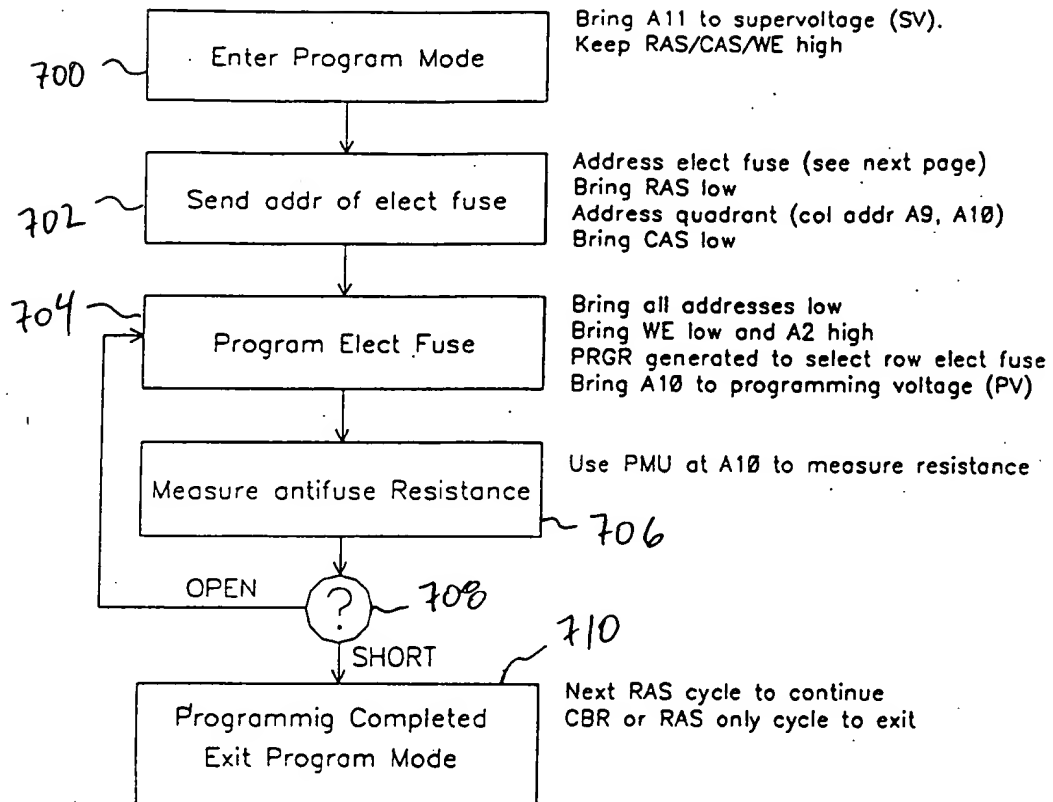 Bring A11 to supervoltage (SV).
Keep RAS/CAS/WE high
Enter Program Mode
700
Address elect fuse (see next page)
Bring RAS low
Address quadrant (col addr A9, A10)
Bring CAS low
Send addr of elect fuse
702
Bring all addresses low
Bring WE low and A2 high
PRGR generated to select row elect fuse
Bring A10 to programming voltage (PV)
704
Program Elect Fuse
Use PMU at A10 to measure resistance
Measure antifuse Resistance
706
OPEN
?
708
SHORT
710
Next RAS cycle to continue
CBR or RAS only cycle to exit
Programmig Completed
Exit Program Mode